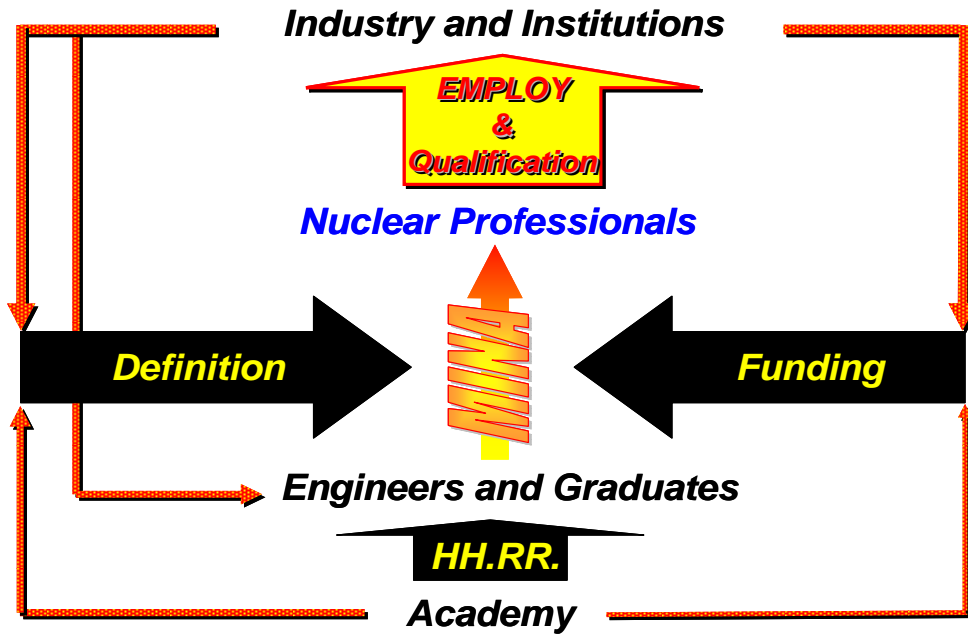 Industry and Institutions
EMPLOY
&
Qualification
Nuclear Professionals
Definition
MINA
Funding
Engineers and Graduates
HH.RR.
Academy